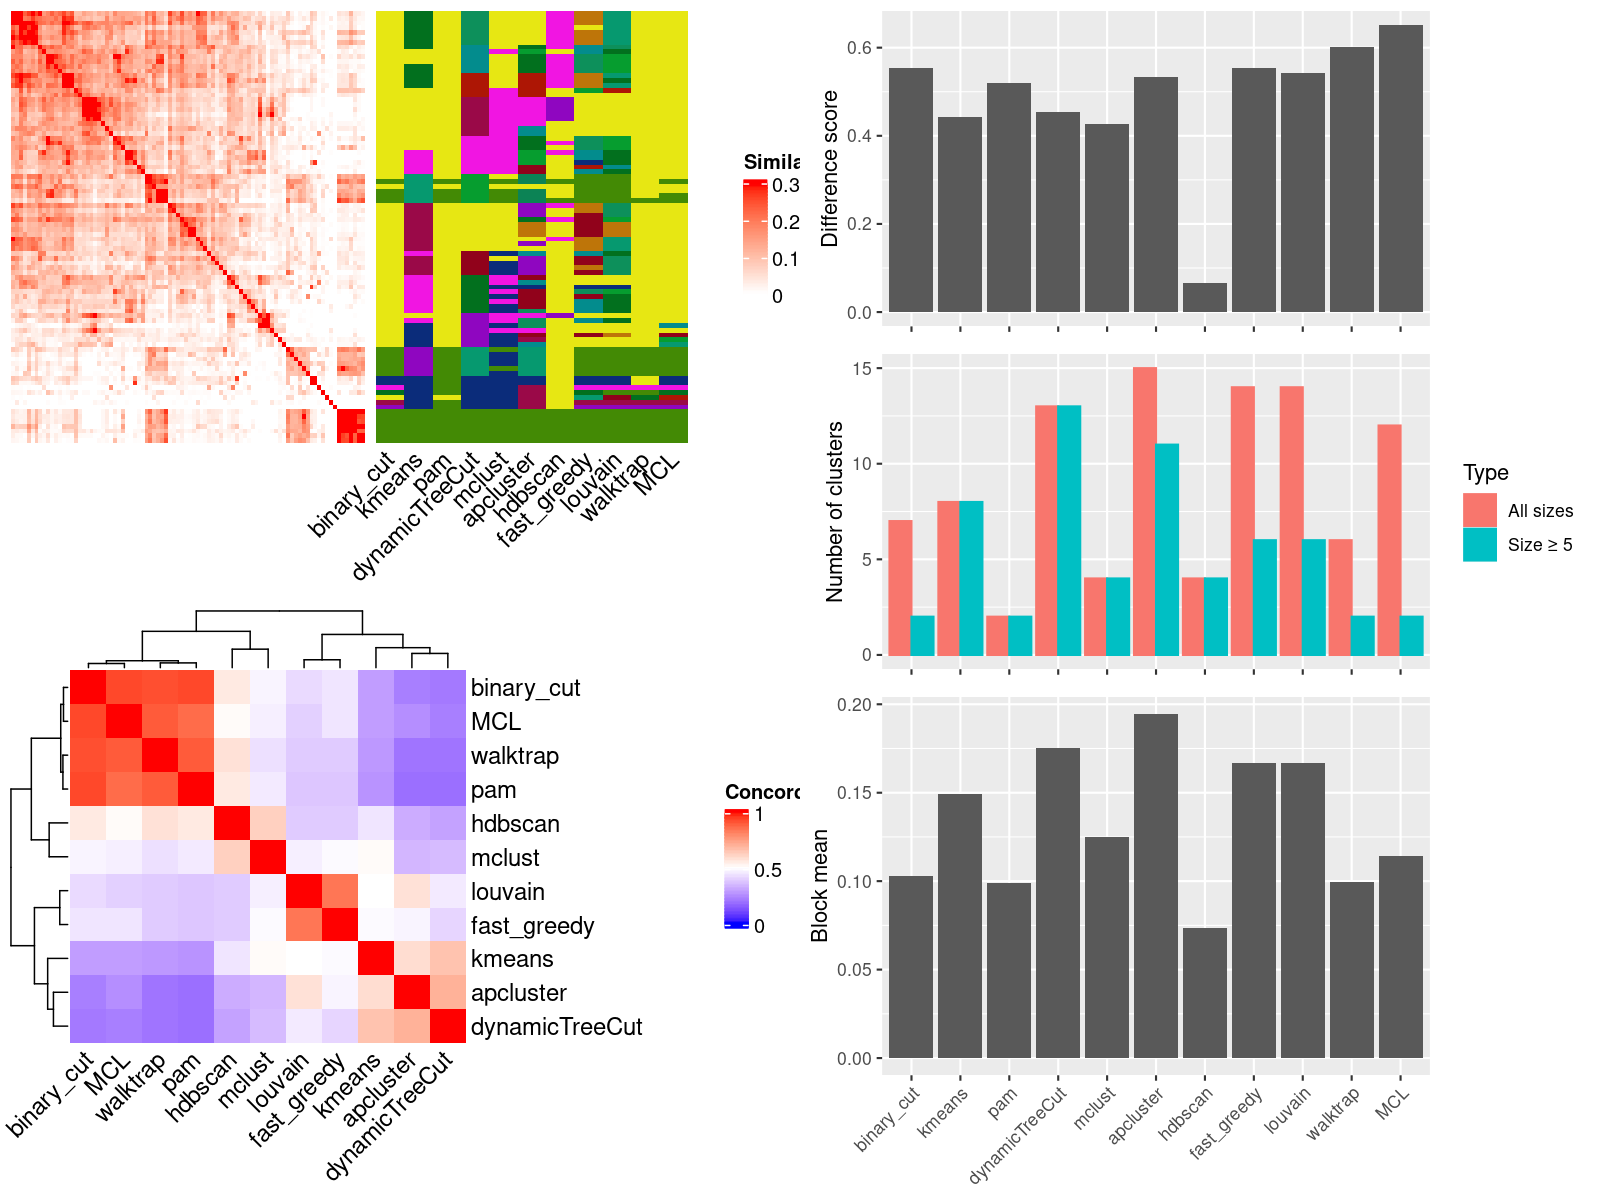 Simila
0.3
0.2
0.1
0
binary_cut
kmeans
pam
dynamicTreeCut
mclust
apcluster
hdbscan
fast_greedy
louvain
walktrap
MCL
binary_cut
MCL
walktrap
pam
hdbscan
mclust
louvain
fast_greedy
kmeans
apcluster
dynamicTreeCut
binary_cut
MCL
walktrap
pam
hdbscan
mclust
louvain
fast_greedy
kmeans
apcluster
dynamicTreeCut
Concord
1
0.5
0
Difference score
0.6
0.4
0.2
0.0
Number of clusters
15
10
5
0
Type
All sizes
Size ≥ 5
Block mean
0.20
0.15
0.10
0.05
0.00
binary_cut
kmeans
pam
dynamicTreeCut
mclust
apcluster
hdbscan
fast_greedy
louvain
walktrap
MCL